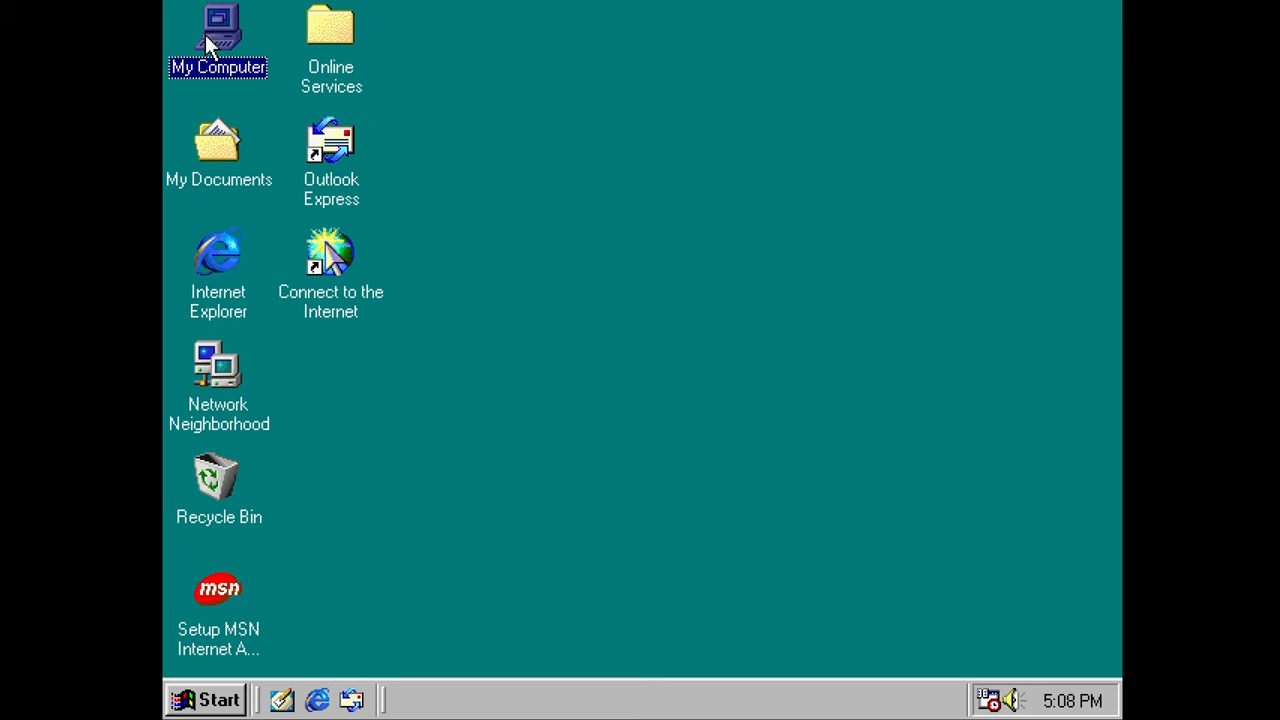 My Computer
Online
Services
My Documents
Outlook
Express
Internet
Explorer
Connect to the
Internet
Network
Neighborhood
Recycle Bin
msn
Setup MSN
Internet A...
Start
5:08 PM